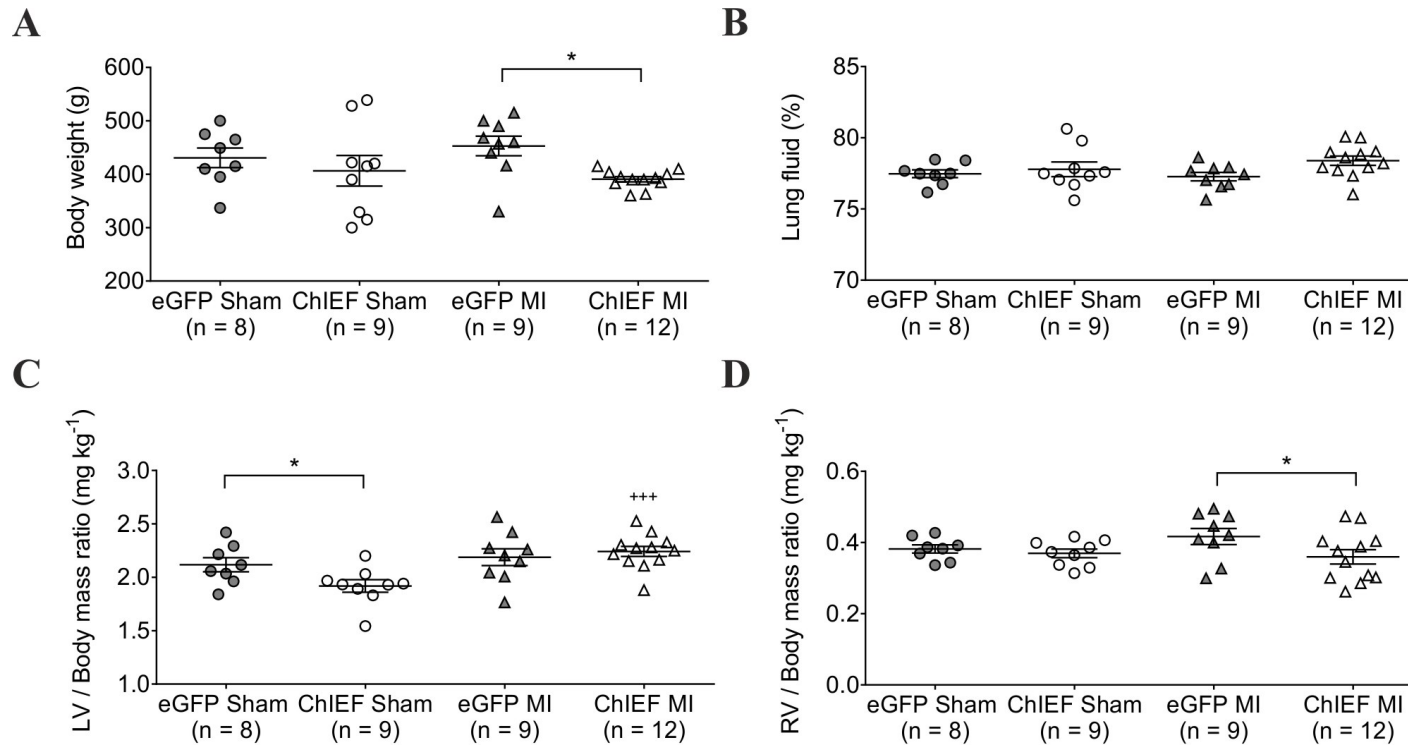 A
Body weight (g)
600
500
400
300
200
*
eGFP Sham
(n = 8)
ChIEF Sham
(n = 9)
eGFP MI
(n = 9)
ChIEF MI
(n = 12)
B
Lung fluid (%)
85
80
75
70
eGFP Sham
(n = 8)
ChIEF Sham
(n = 9)
eGFP MI
(n = 9)
ChIEF MI
(n = 12)
C
LV / Body mass ratio (mg kg⁻¹)
3.0
2.5
2.0
1.5
1.0
*
+++
eGFP Sham
(n = 8)
ChIEF Sham
(n = 9)
eGFP MI
(n = 9)
ChIEF MI
(n = 12)
D
RV / Body mass ratio (mg kg⁻¹)
0.6
0.4
0.2
0.0
*
eGFP Sham
(n = 8)
ChIEF Sham
(n = 9)
eGFP MI
(n = 9)
ChIEF MI
(n = 12)